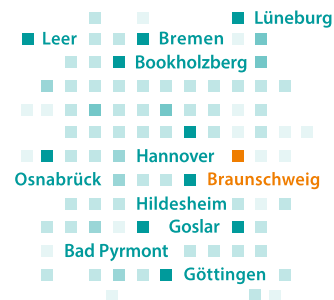 Lüneburg
Leer Bremen
Bookholzberg
Hannover
Osnabrück Braunschweig
Hildesheim
Goslar
Bad Pyrmont
Göttingen